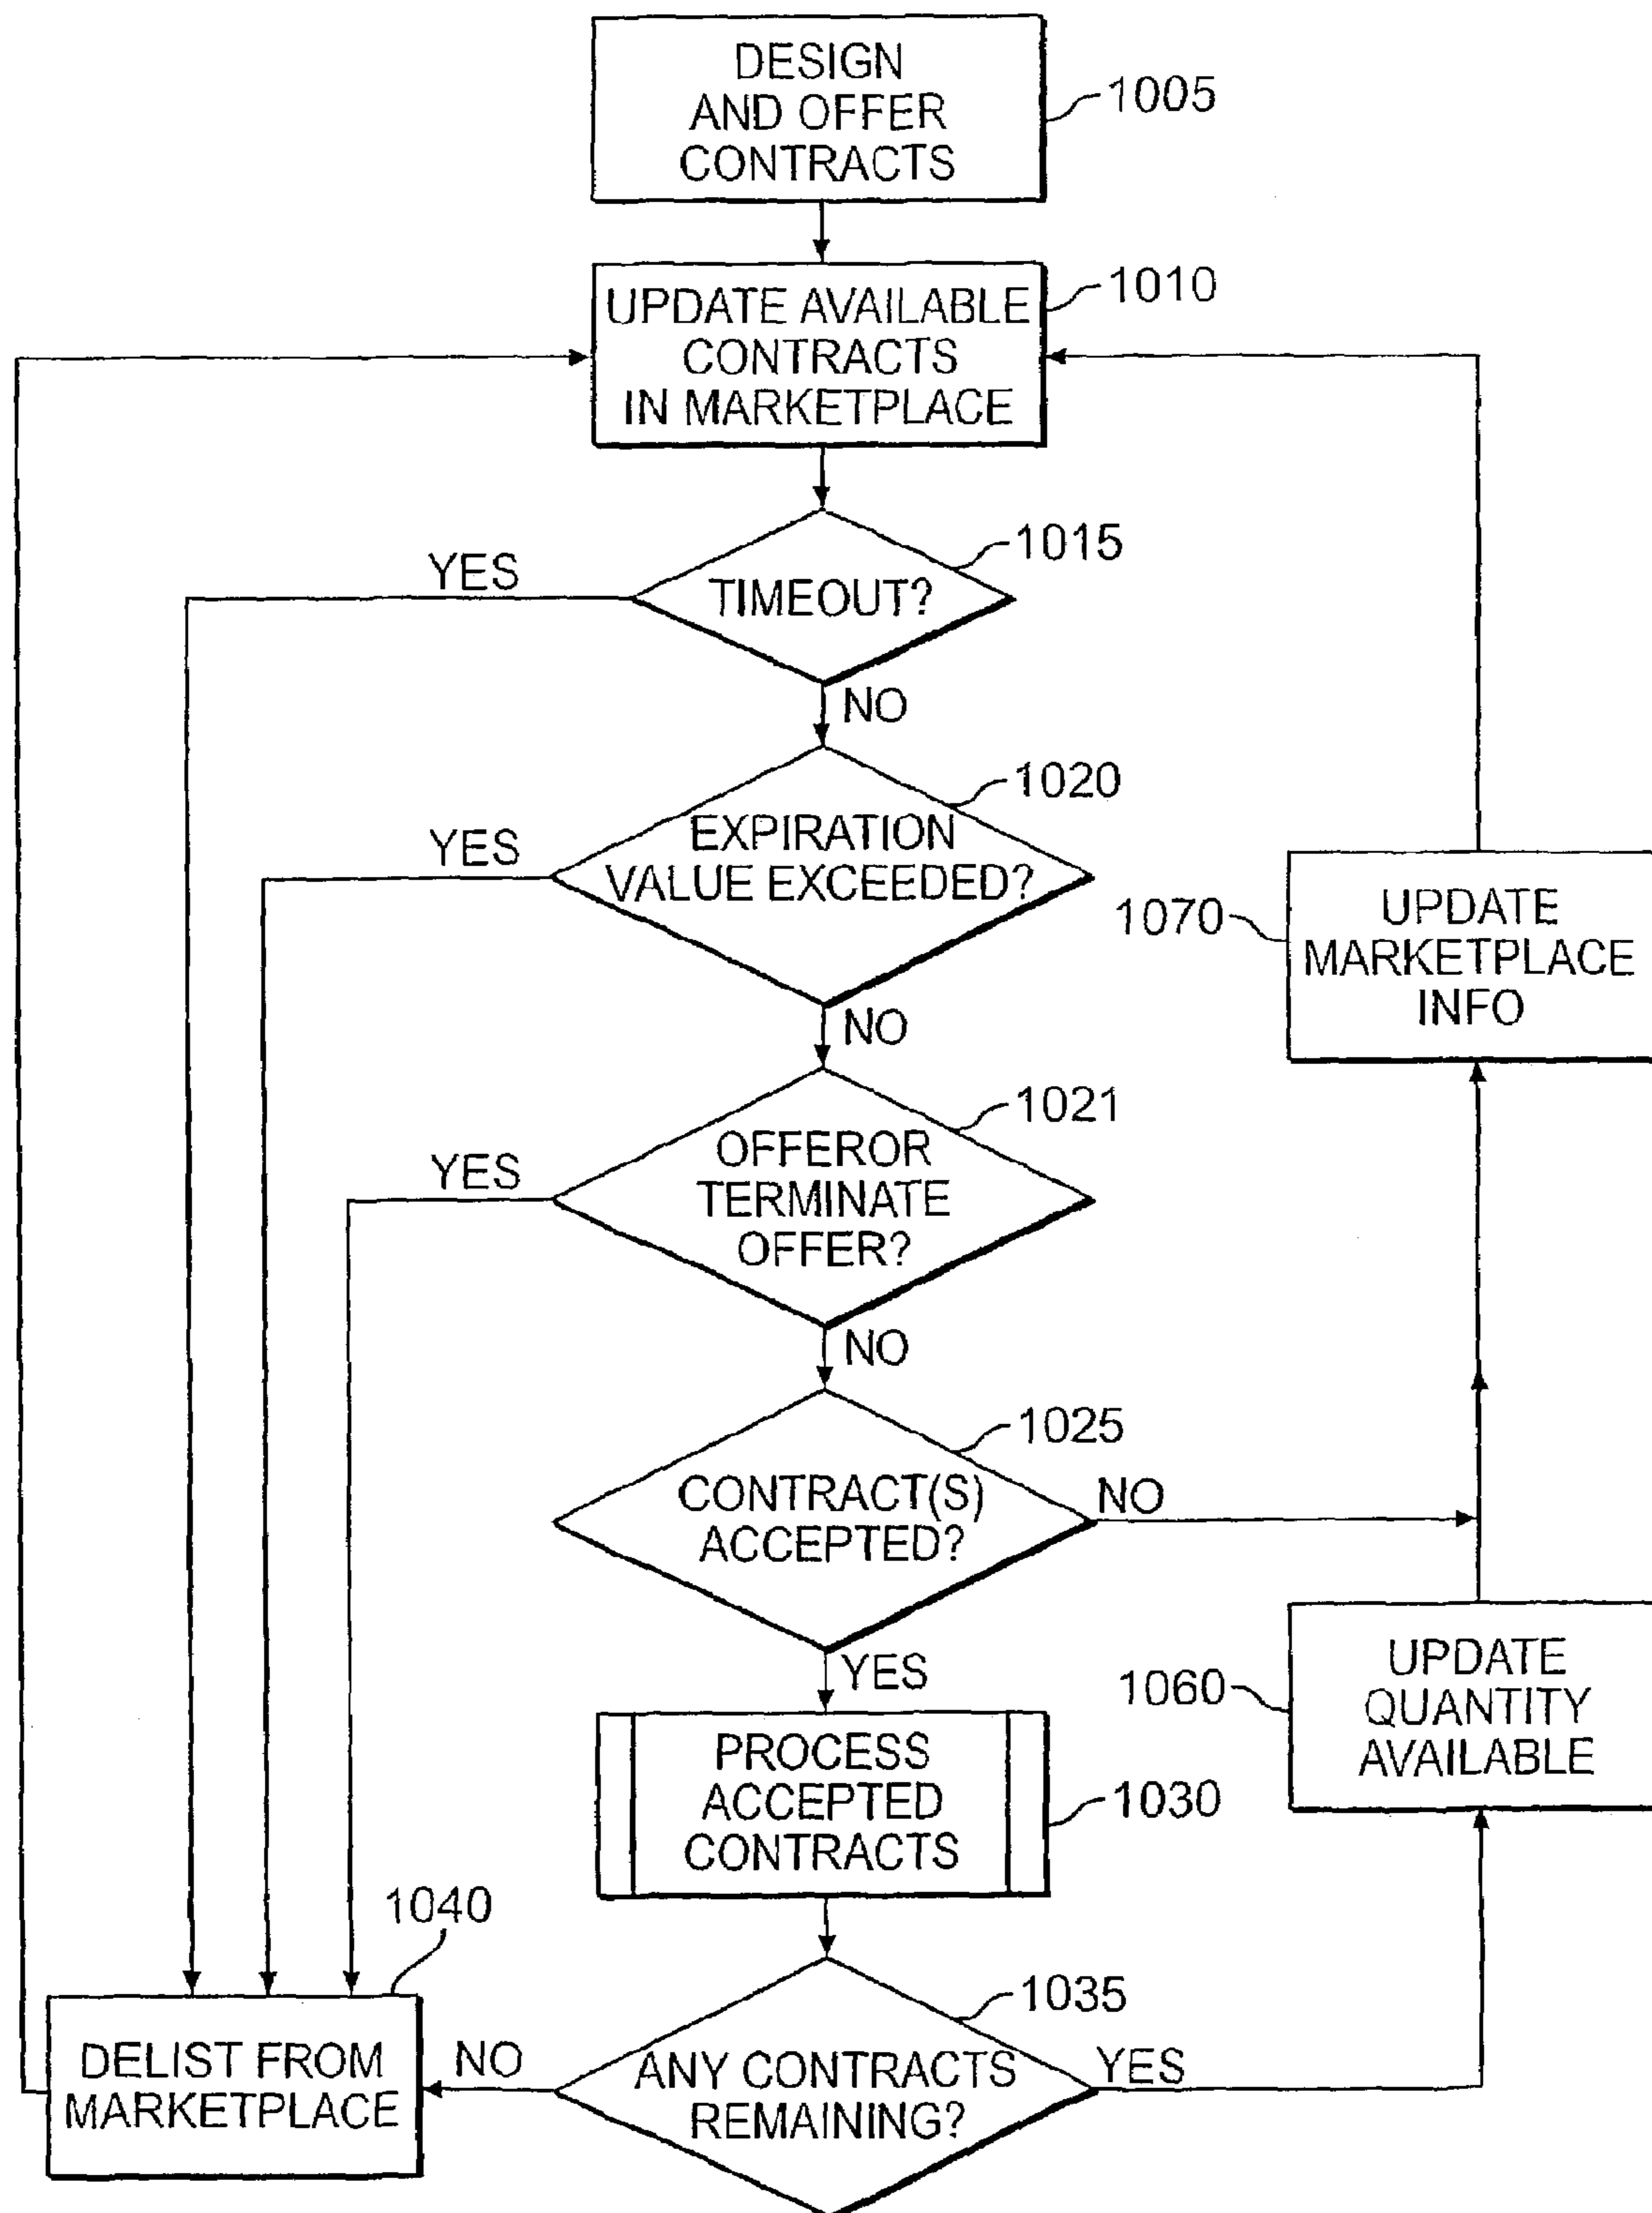 DESIGN
AND OFFER
CONTRACTS
1005
UPDATE AVAILABLE
CONTRACTS
IN MARKETPLACE
1010
TIMEOUT?
1015
YES
NO
EXPIRATION
VALUE EXCEEDED?
1020
YES
NO
1070
UPDATE
MARKETPLACE
INFO
OFFEROR
TERMINATE
OFFER?
1021
YES
NO
CONTRACT(S)
ACCEPTED?
1025
NO
YES
1060
UPDATE
QUANTITY
AVAILABLE
PROCESS
ACCEPTED
CONTRACTS
1030
1040
DELIST FROM
MARKETPLACE
NO
ANY CONTRACTS
REMAINING?
1035
YES